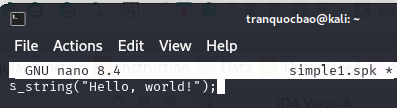 tranquocbao@kali: ~
File Actions Edit View Help
GNU nano 8.4 simple1.spk *
s_string("Hello, world!");